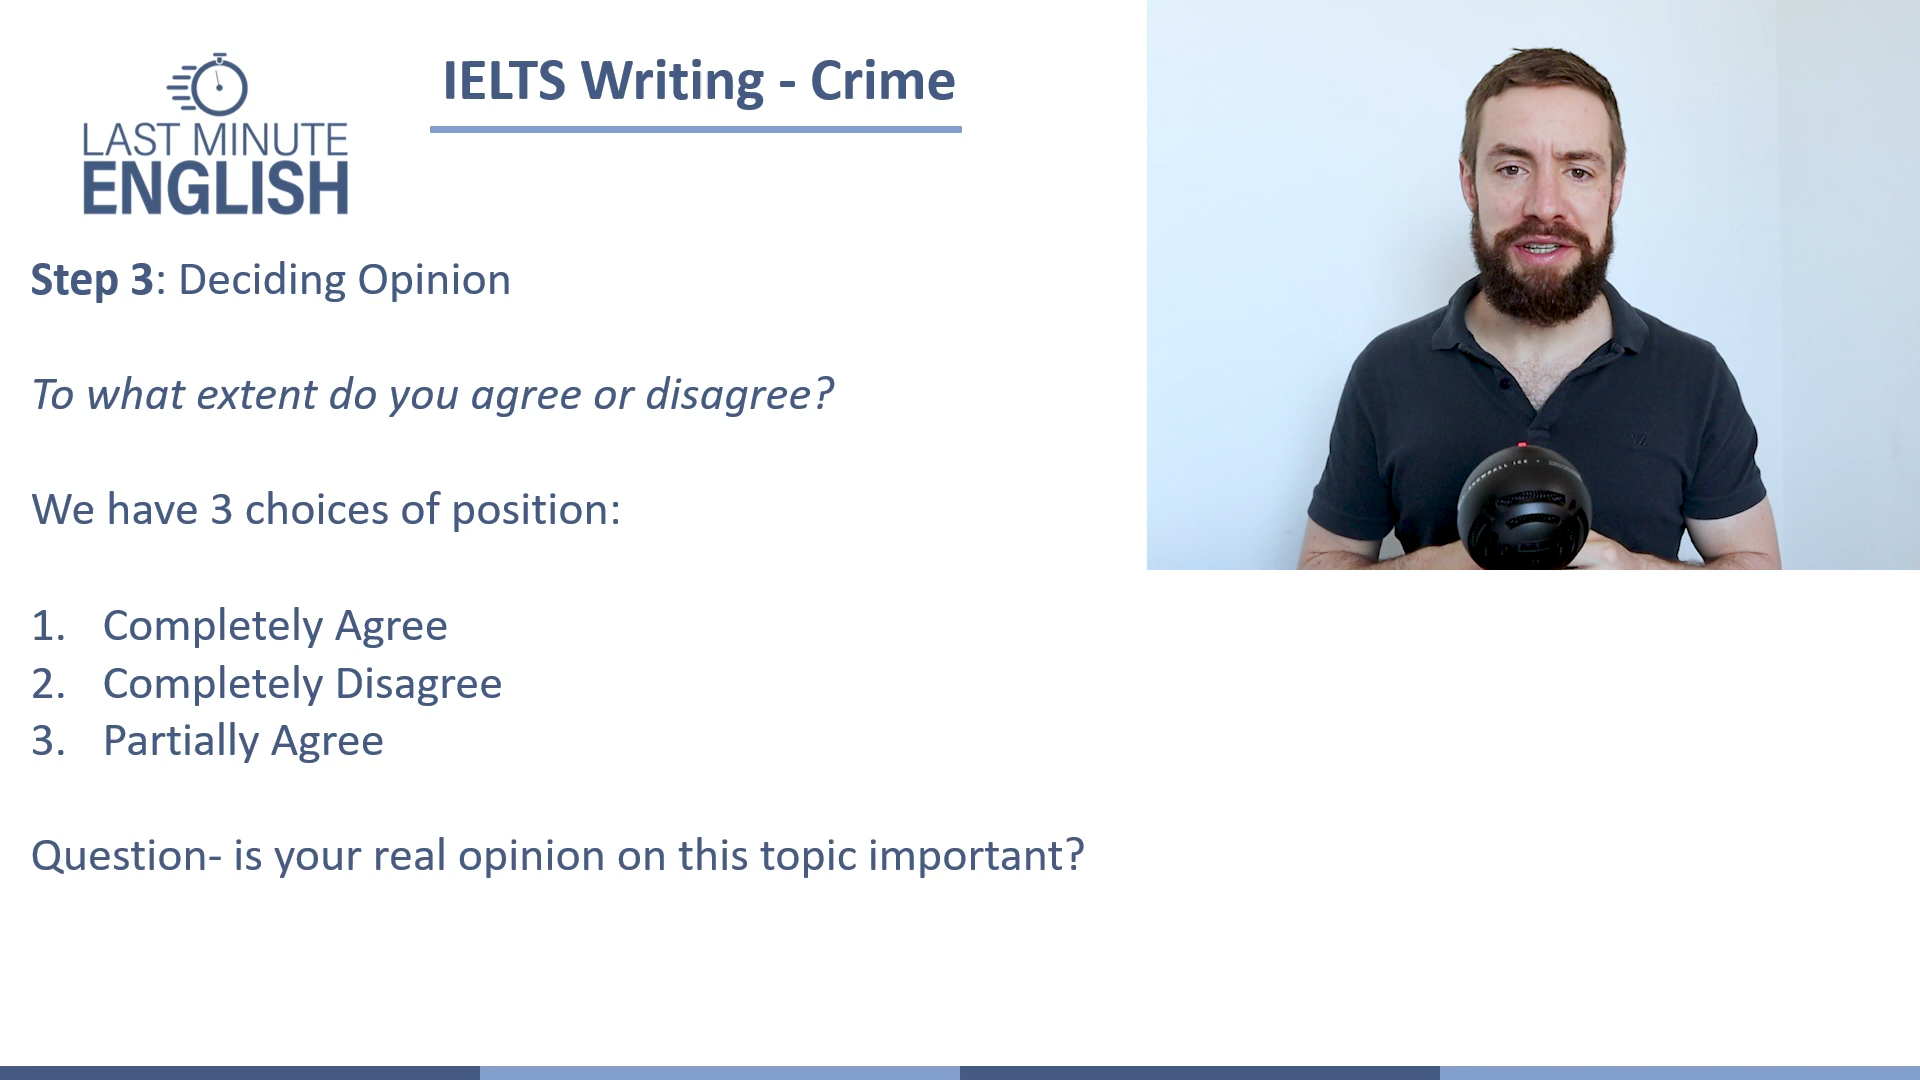 LAST MINUTE
ENGLISH
IELTS Writing - Crime
Step 3: Deciding Opinion
To what extent do you agree or disagree?
We have 3 choices of position:
1. Completely Agree
2. Completely Disagree
3. Partially Agree
Question- is your real opinion on this topic important?